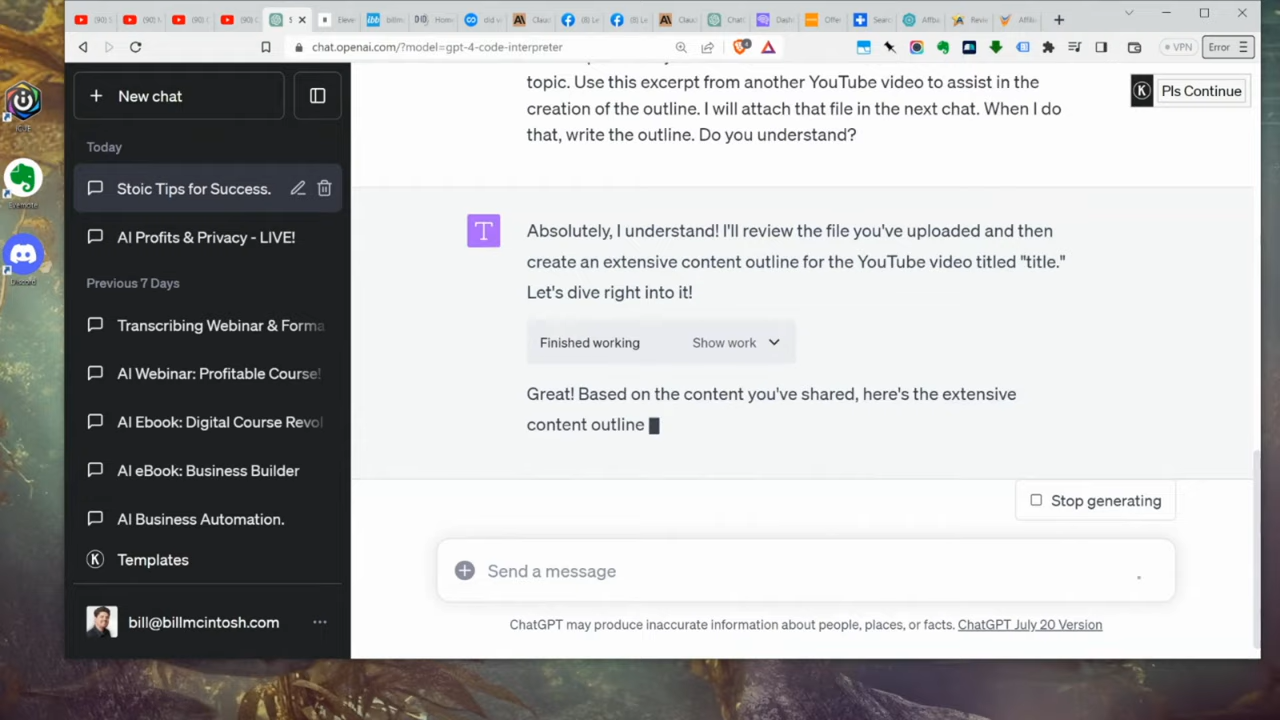 chat.openai.com/?model=gpt-4-code-interpreter
VPN
Error
New chat
Today
Stoic Tips for Success.
AI Profits & Privacy - LIVE!
Previous 7 Days
Transcribing Webinar & Forma
AI Webinar: Profitable Course!
AI Ebook: Digital Course Revol
AI eBook: Business Builder
AI Business Automation.
Templates
bill@billmcintosh.com
topic. Use this excerpt from another YouTube video to assist in the
creation of the outline. I will attach that file in the next chat. When I do
that, write the outline. Do you understand?
Pls Continue
T
Absolutely, I understand! I'll review the file you've uploaded and then
create an extensive content outline for the YouTube video titled "title."
Let's dive right into it!
Finished working Show work
Great! Based on the content you've shared, here's the extensive
content outline
Stop generating
Send a message
ChatGPT may produce inaccurate information about people, places, or facts. ChatGPT July 20 Version
Evernote
Discord